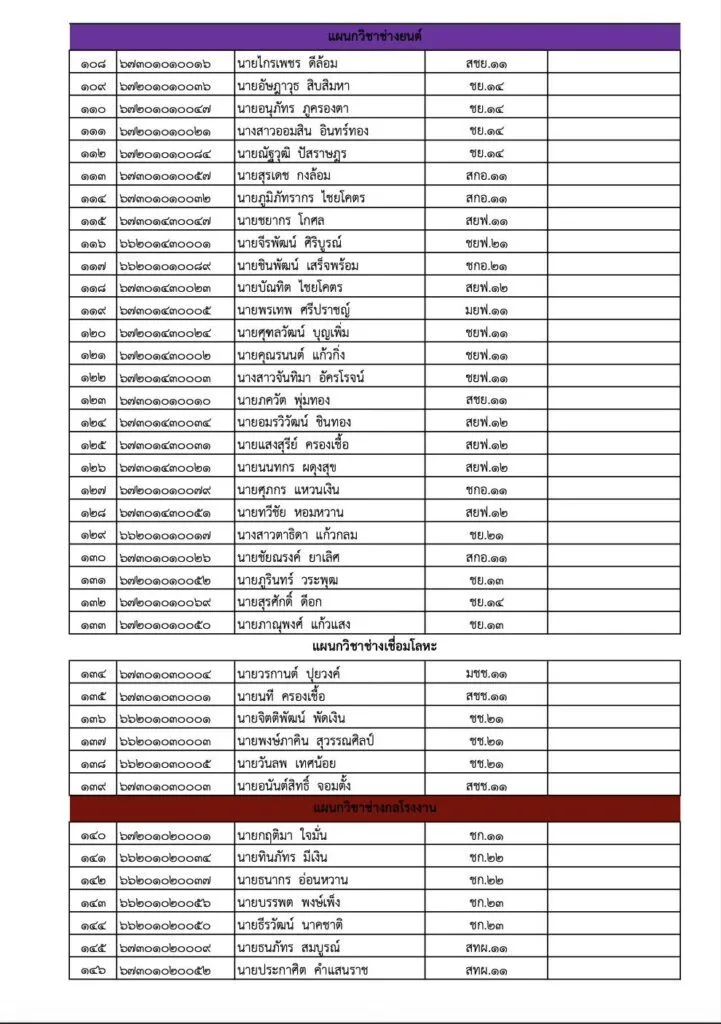 แผนกวิชาช่างยนต์
๑๐๘ ๖๗๓๐๑๐๑๐๐๑๖ นายไกรเพชร ดีล้อม สชย.๑๑
๑๐๙ ๖๗๒๐๑๐๑๐๐๓๖ นายอัษฎาวุธ สิบสิมหา ชย.๑๔
๑๑๐ ๖๗๒๐๑๐๑๐๐๔๗ นายอนุภัทร ภูครองตา ชย.๑๔
๑๑๑ ๖๗๒๐๑๐๑๐๐๒๑ นางสาวออมสิน อินทร์ทอง ชย.๑๔
๑๑๒ ๖๗๒๐๑๐๑๐๐๘๔ นายณัฐวุฒิ ปัสราษฎร ชย.๑๔
๑๑๓ ๖๗๓๐๑๐๑๐๐๕๗ นายสุรเดช กงล้อม สกอ.๑๑
๑๑๔ ๖๗๓๐๑๐๑๐๐๓๒ นายภูมิภัทรากร ไชยโคตร สกอ.๑๑
๑๑๕ ๖๗๓๐๑๔๓๐๐๔๗ นายชยากร โกศล สยฟ.๑๑
๑๑๖ ๖๖๒๐๑๔๓๐๐๐๑ นายจีรพัฒน์ ศิริบูรณ์ ชยฟ.๒๑
๑๑๗ ๖๖๒๐๑๐๑๐๐๘๙ นายชินพัฒน์ เสร็จพร้อม ชกอ.๒๑
๑๑๘ ๖๗๓๐๑๔๓๐๐๒๓ นายบัณทิต ไชยโคตร สยฟ.๑๒
๑๑๙ ๖๗๓๐๑๔๓๐๐๐๕ นายพรเทพ ศรีปราชญ์ มยฟ.๑๑
๑๒๐ ๖๗๒๐๑๔๓๐๐๒๔ นายศุฑลวัฒน์ บุญเพิ่ม ชยฟ.๑๑
๑๒๑ ๖๗๒๐๑๔๓๐๐๐๒ นายคุณรนนต์ แก้วกิ่ง ชยฟ.๑๑
๑๒๒ ๖๗๒๐๑๔๓๐๐๐๓ นางสาวจันทิมา อัครโรจน์ ชยฟ.๑๑
๑๒๓ ๖๗๓๐๑๐๑๐๐๑๐ นายภควัต พุ่มทอง สชย.๑๑
๑๒๔ ๖๗๓๐๑๔๓๐๐๓๔ นายอมรวิวัฒน์ ชินทอง สยฟ.๑๒
๑๒๕ ๖๗๓๐๑๔๓๐๐๓๑ นายแสงสุรีย์ ครองเชื้อ สยฟ.๑๒
๑๒๖ ๖๗๓๐๑๔๓๐๐๒๑ นายนนทกร ผดุงสุข สยฟ.๑๒
๑๒๗ ๖๗๒๐๑๐๑๐๐๗๙ นายศุภกร แหวนเงิน ชกอ.๑๑
๑๒๘ ๖๗๓๐๑๔๓๐๐๕๑ นายทวีชัย หอมหวาน สยฟ.๑๒
๑๒๙ ๖๖๒๐๑๐๑๐๐๑๗ นางสาวตาธิดา แก้วกลม ชย.๒๑
๑๓๐ ๖๗๓๐๑๐๑๐๐๒๖ นายชัยณรงค์ ยาเลิศ สกอ.๑๑
๑๓๑ ๖๗๒๐๑๐๑๐๐๕๒ นายภูรินทร์ วระพุฒ ชย.๑๓
๑๓๒ ๖๗๒๐๑๐๑๐๐๖๙ นายสุรศักดิ์ ดีอก ชย.๑๔
๑๓๓ ๖๗๒๐๑๐๑๐๐๕๐ นายภาณุพงศ์ แก้วแสง ชย.๑๓
แผนกวิชาช่างเชื่อมโลหะ
๑๓๔ ๖๗๓๐๑๐๓๐๐๐๔ นายวรกานต์ ปุยวงค์ มชช.๑๑
๑๓๕ ๖๗๓๐๑๐๓๐๐๐๑ นายนที ครองเชื้อ สชช.๑๑
๑๓๖ ๖๖๒๐๑๐๓๐๐๐๑ นายจิตติพัฒน์ พัดเงิน ชช.๒๑
๑๓๗ ๖๖๒๐๑๐๓๐๐๐๓ นายพงษ์ภาคิน สุวรรณศิลป์ ชช.๒๑
๑๓๘ ๖๖๒๐๑๐๓๐๐๐๕ นายวันลพ เทศน้อย ชช.๒๑
๑๓๙ ๖๗๓๐๑๐๓๐๐๐๓ นายอนันต์สิทธิ์ จอมตั้ง สชช.๑๑
แผนกวิชาช่างกลโรงงาน
๑๔๐ ๖๗๒๐๑๐๒๐๐๐๑ นายกฤติมา ใจมั่น ชก.๑๑
๑๔๑ ๖๖๒๐๑๐๒๐๐๓๔ นายทินภัทร มีเงิน ชก.๒๒
๑๔๒ ๖๖๒๐๑๐๒๐๐๓๗ นายธนากร อ่อนหวาน ชก.๒๒
๑๔๓ ๖๖๒๐๑๐๒๐๐๕๖ นายบรรพต พงษ์เพ็ง ชก.๒๓
๑๔๔ ๖๖๒๐๑๐๒๐๐๕๐ นายธีรวัฒน์ นาคชาติ ชก.๒๓
๑๔๕ ๖๗๓๐๑๐๒๐๐๐๙ นายธนภัทร สมบูรณ์ สทผ.๑๑
๑๔๖ ๖๗๓๐๑๐๒๐๐๕๒ นายประกาศิต คำแสนราช สทผ.๑๑